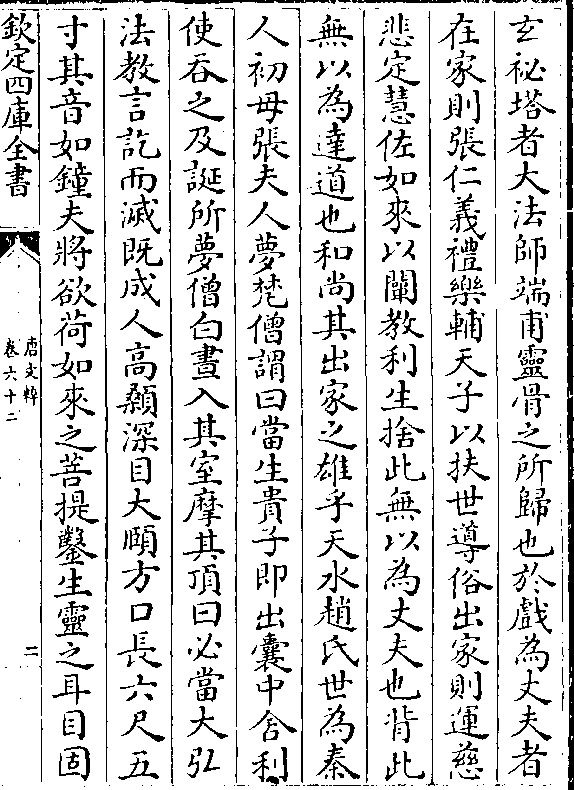 玄祕塔者大法師端甫靈骨之所歸也於戲為丈夫者
在家則張仁義禮樂輔天子以扶世導俗出家則運慈
悲定慧佐如來以闡教利生捨此無以為丈夫也背此
無以為達道也和尚其出家之雄乎天水趙氏世為秦
人初母張夫人夢梵僧謂曰當生貴子即出囊中舎利
使吞之及誕所夢僧白晝入其室摩其頂曰必當大弘
法教言訖而滅既成人高顙深目大頤方口長六尺五
寸其音如鐘夫將欲荷如來之菩提鑿生靈之耳目固
欽定四庫全書
唐文粹
卷六十二
二